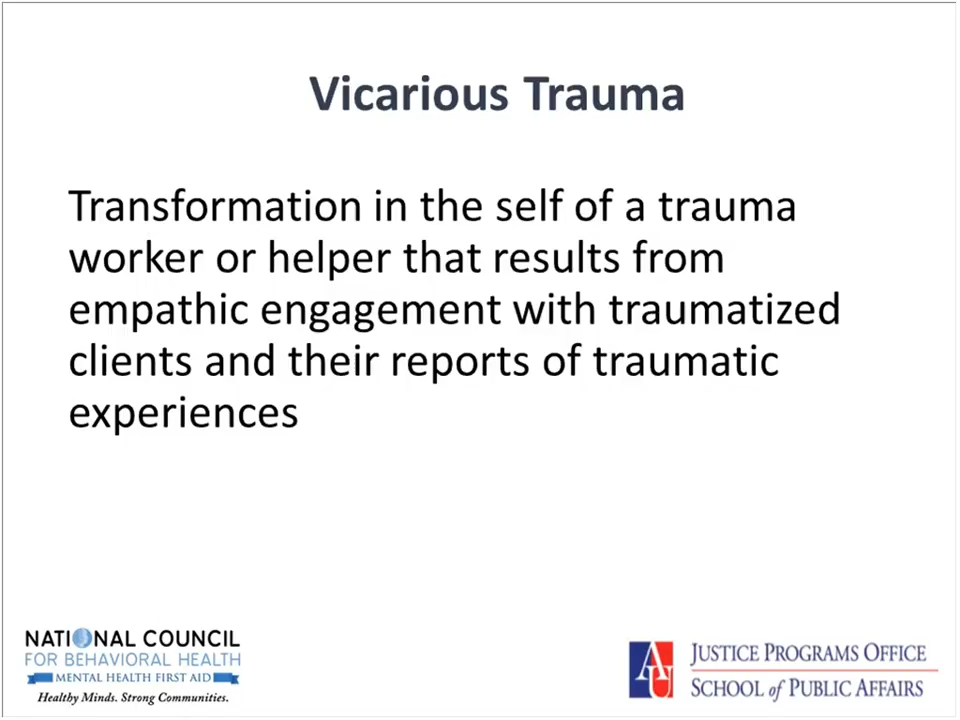 Vicarious Trauma
Transformation in the self of a trauma
worker or helper that results from
empathic engagement with traumatized
clients and their reports of traumatic
experiences
NATIONAL COUNCIL
FOR BEHAVIORAL HEALTH
MENTAL HEALTH FIRST AID
Healthy Minds. Strong Communities.
AU
JUSTICE PROGRAMS OFFICE
SCHOOL of PUBLIC AFFAIRS